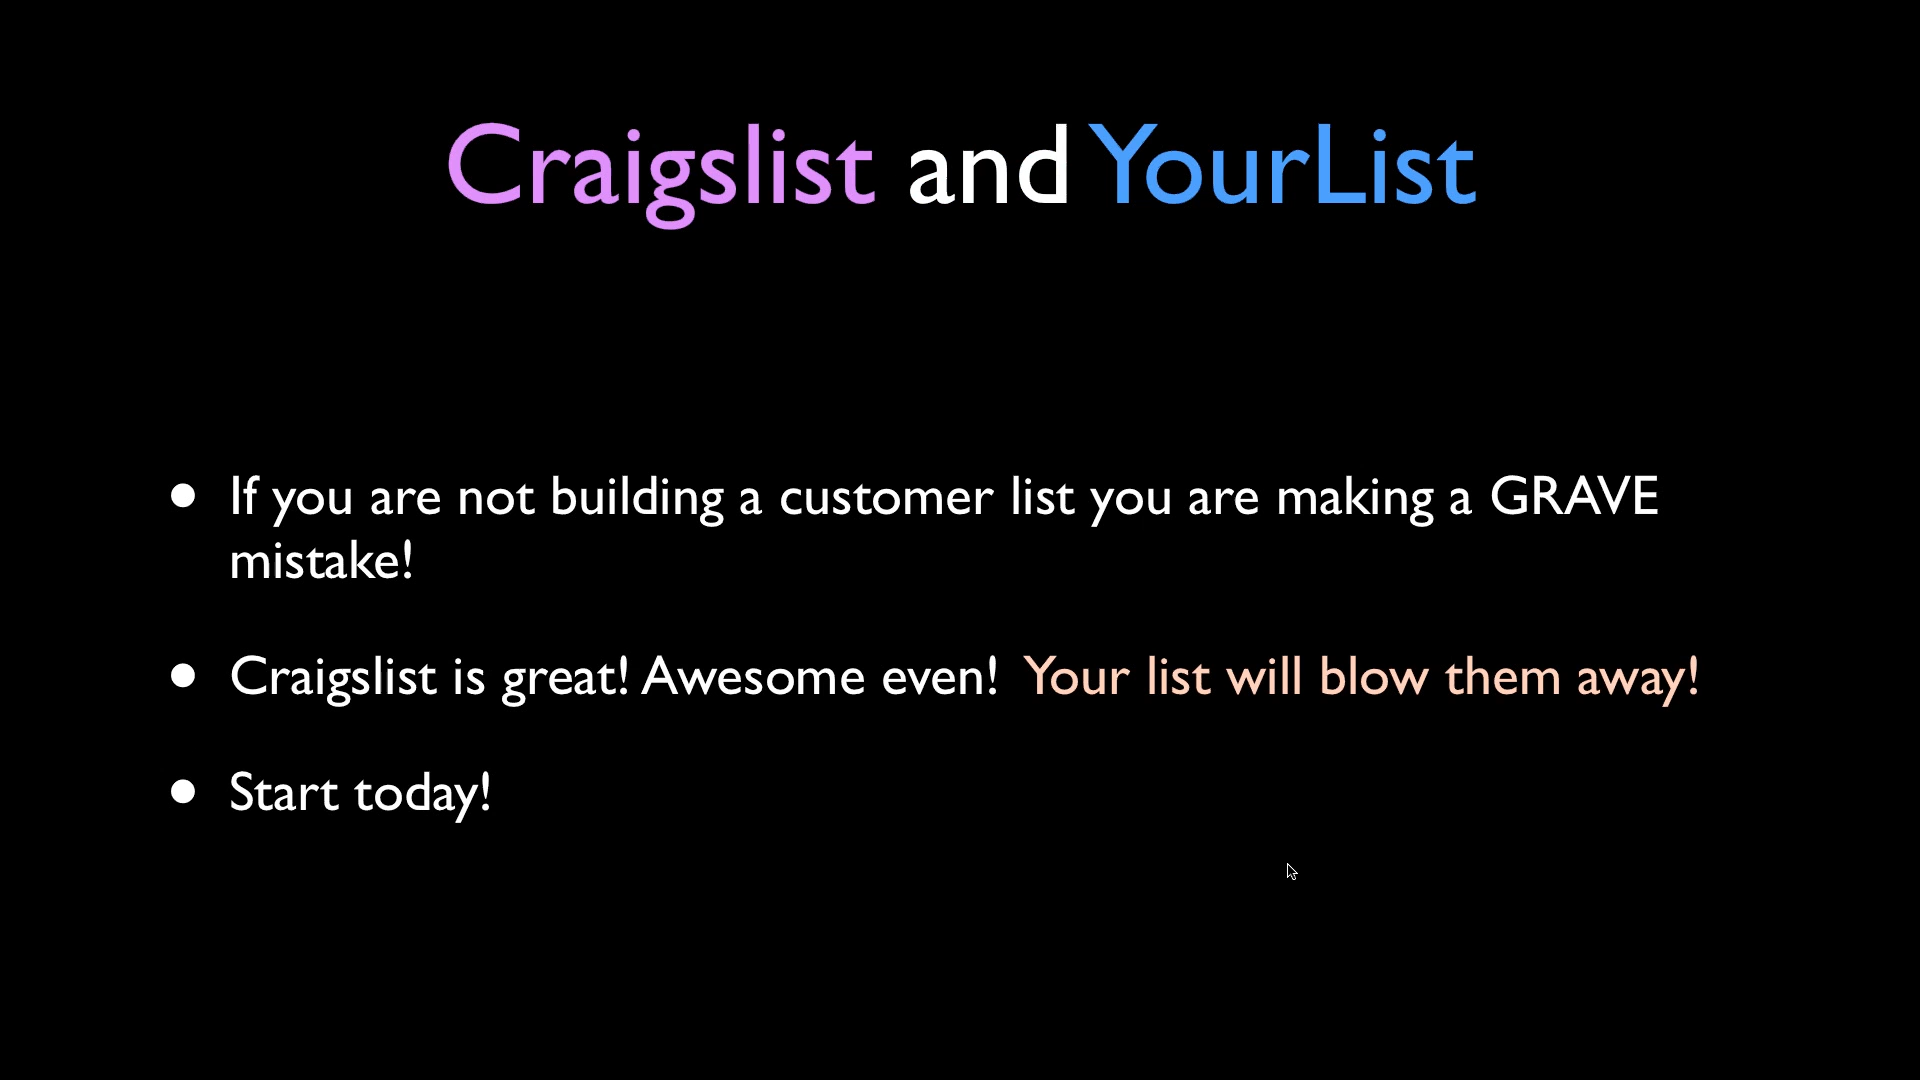 Craigslist and YourList
• If you are not building a customer list you are making a GRAVE
mistake!
• Craigslist is great! Awesome even!  Your list will blow them away!
• Start today!